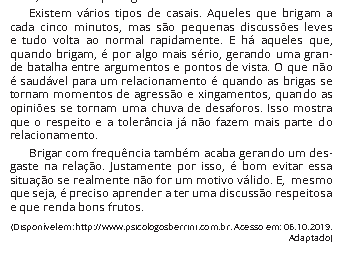 Existem vários tipos de casais. Aqueles que brigam a
cada cinco minutos, mas são pequenas discussões leves
e tudo volta ao normal rapidamente. E há aqueles que,
quando brigam, é por algo mais sério, gerando uma gran-
de batalha entre argumentos e pontos de vista. O que não
é saudável para um relacionamento é quando as brigas se
tornam momentos de agressão e xingamentos, quando as
opiniões se tornam uma chuva de desaforos. Isso mostra
que o respeito e a tolerância já não fazem mais parte do
relacionamento.
Brigar com frequência também acaba gerando um des-
gaste na relação. Justamente por isso, é bom evitar essa
situação se realmente não for um motivo válido. E, mesmo
que seja, é preciso aprender a ter uma discussão respeitosa
e que renda bons frutos.
(Disponível em: http://www.psicologosberrini.com.br. Acesso em: 06.10.2019.
Adaptado)